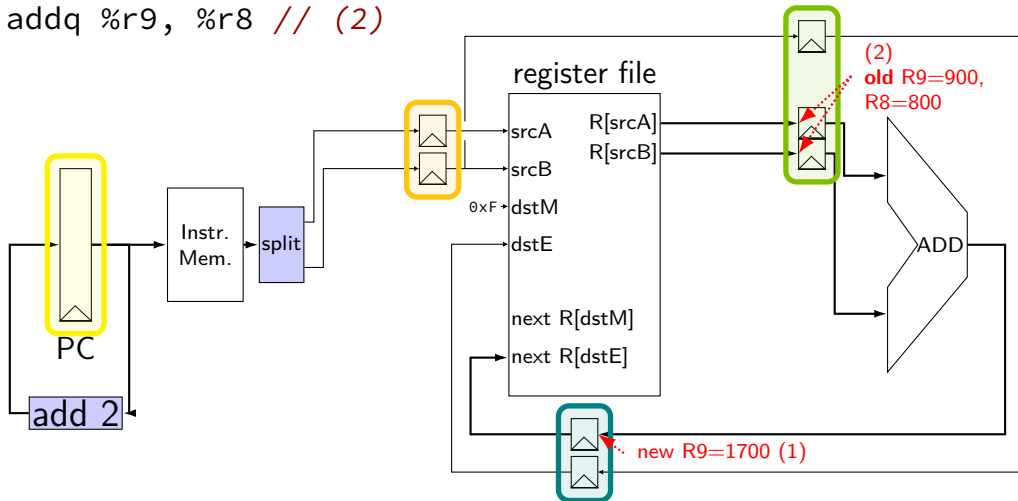 addq %r9, %r8 // (2)
register file
(2)
old R9=900,
R8=800
srcA
R[srcA]
srcB
R[srcB]
0xF
dstM
dstE
Instr.
Mem.
split
ADD
next R[dstM]
next R[dstE]
PC
add 2
new R9=1700 (1)